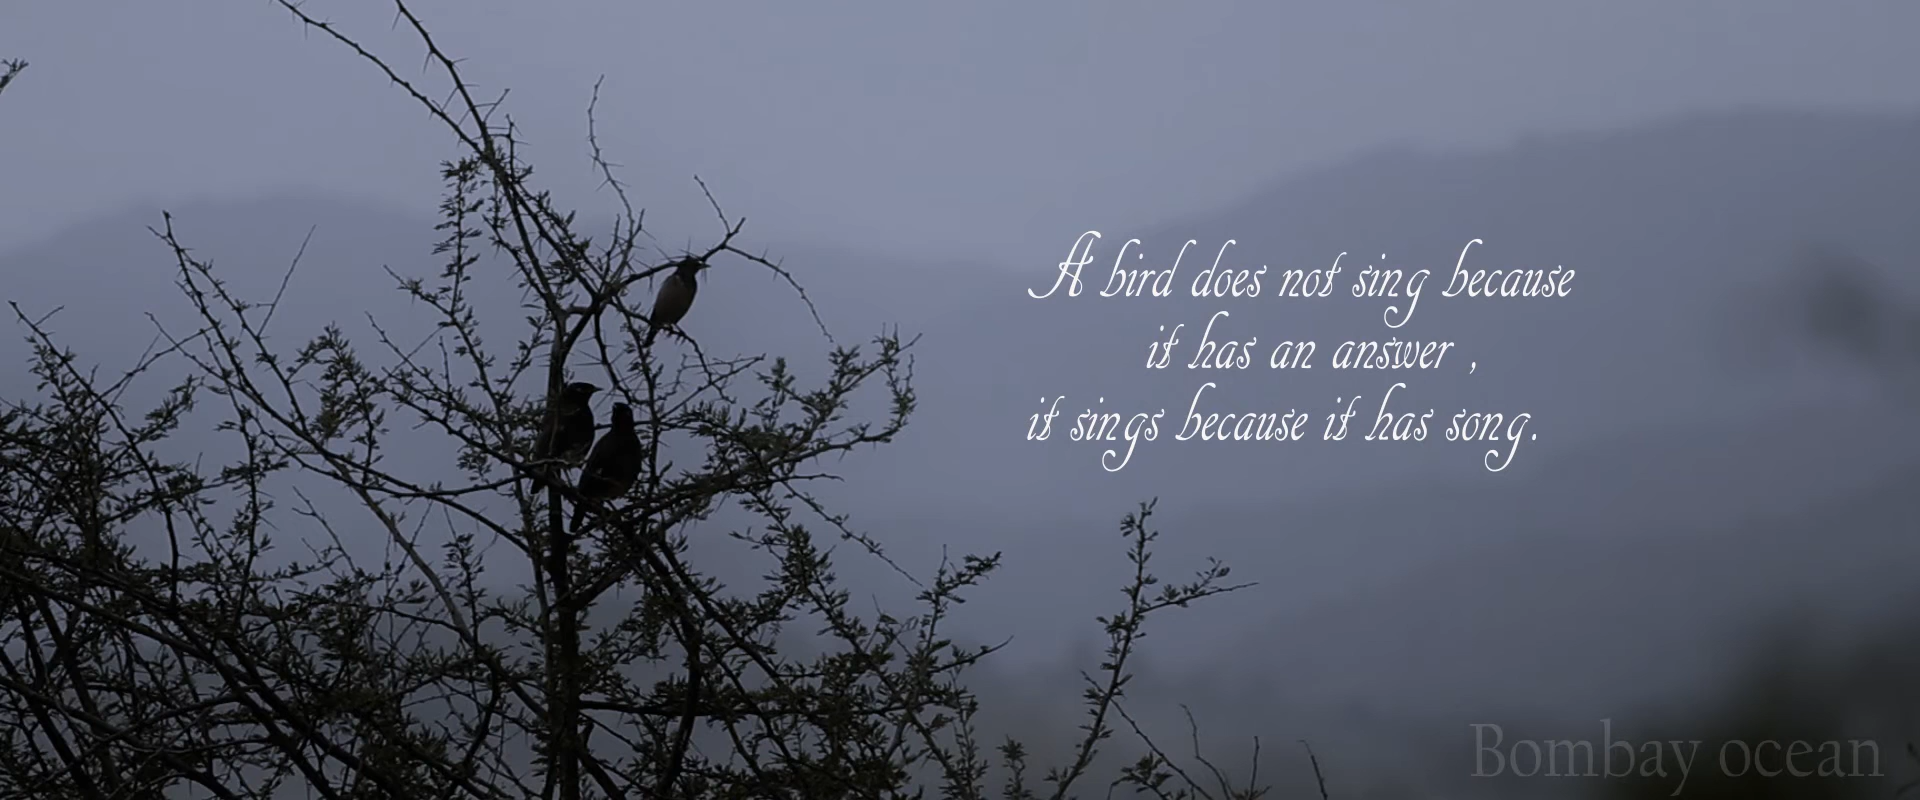 A bird does not sing because
it has an answer ,
it sings because it has song.
Bombay ocean